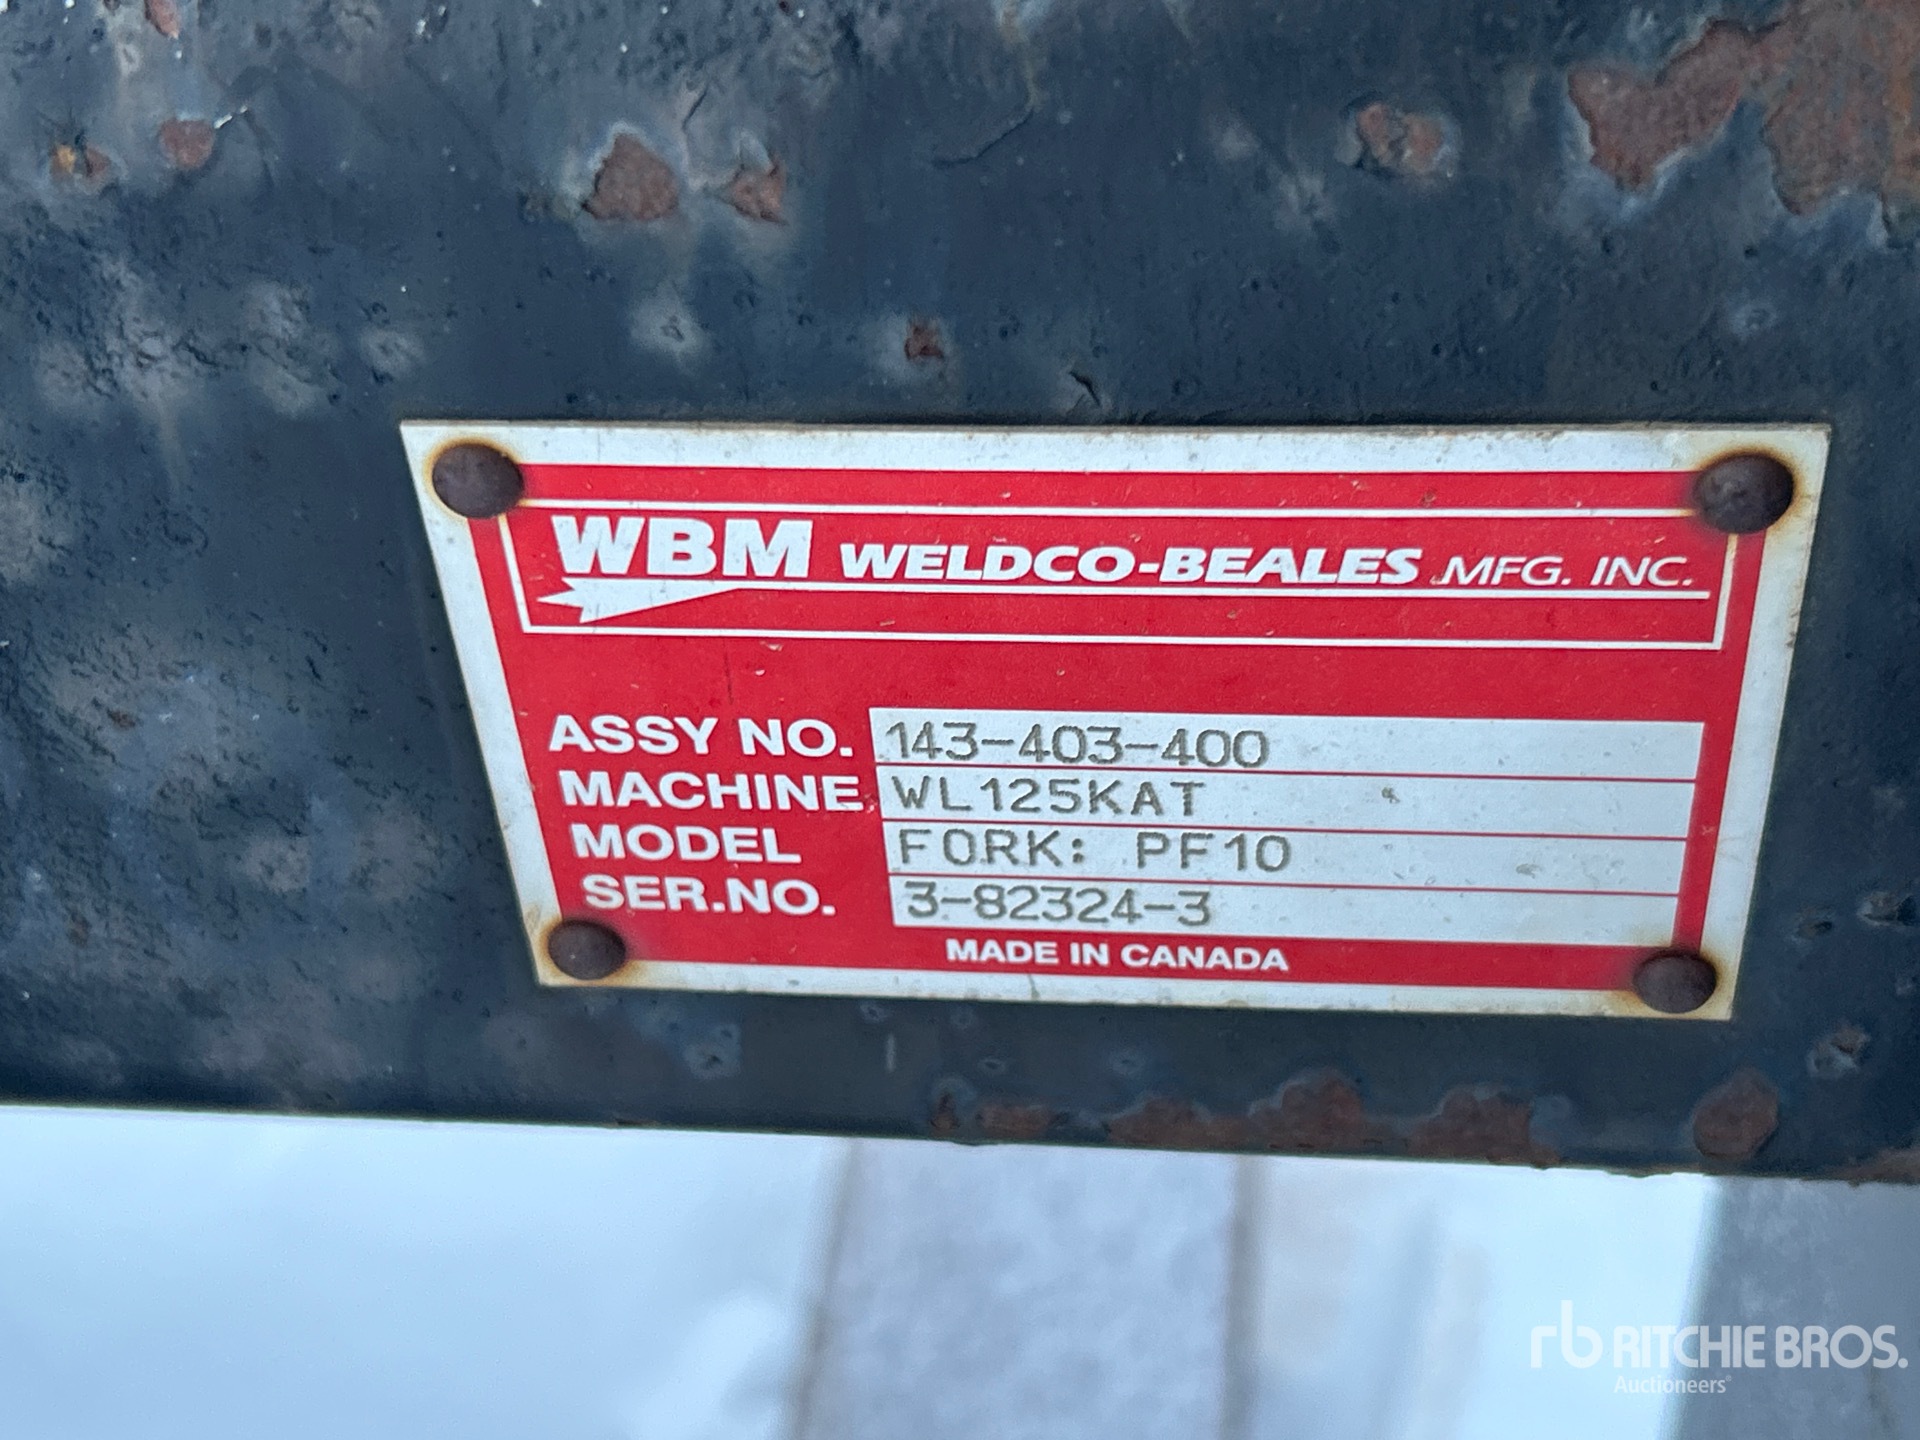 WBM WELDCO-BEALES MFG. INC.
ASSY NO. 143-403-400
MACHINE WL125KAT
MODEL FORK: PF10
SER.NO. 3-82324-3
MADE IN CANADA
rb RITCHIE BROS.
Auctioneers